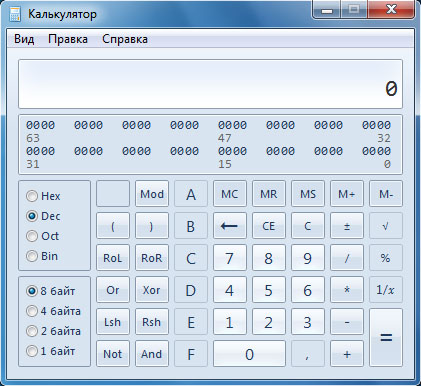 Калькулятор
Вид Правка Справка
0
0000 0000 0000 0000 0000 0000 0000 0000
63 47 32
0000 0000 0000 0000 0000 0000 0000 0000
31 15 0
Hex Mod A MC MR MS M+ M-
Dec ( ) B ← CE C ± √
Oct RoL RoR C 7 8 9 / %
Bin
8 байт Or Xor D 4 5 6 * 1/x
4 байта Lsh Rsh E 1 2 3 - =
2 байта
1 байт Not And F 0 , +